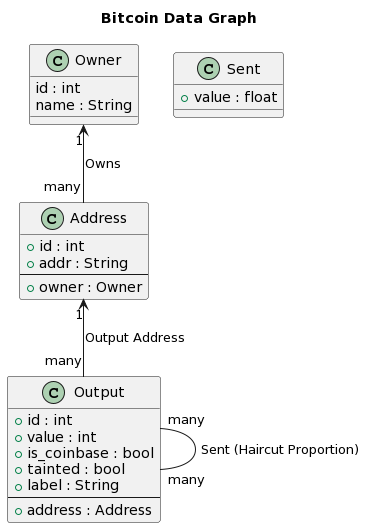 Bitcoin Data Graph
C Owner
id : int
name : String
C Sent
+ value : float
1
Owns
many
C Address
+ id : int
+ addr : String
+ owner : Owner
1
Output Address
many
C Output
+ id : int
+ value : int
+ is_coinbase : bool
+ tainted : bool
+ label : String
+ address : Address
many
Sent (Haircut Proportion)
many